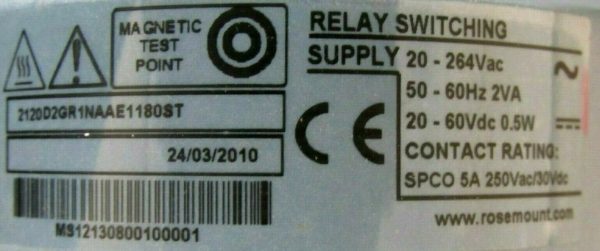 MAGNETIC
TEST
POINT
2120D2GR1NAAE1180ST
24/03/2010
MS12130800100001
CE
RELAY SWITCHING
SUPPLY 20 - 264Vac
50 - 60Hz 2VA
20 - 60Vdc 0.5W
CONTACT RATING:
SPCO 5A 250Vac/30Vdc
www.rosemount.com